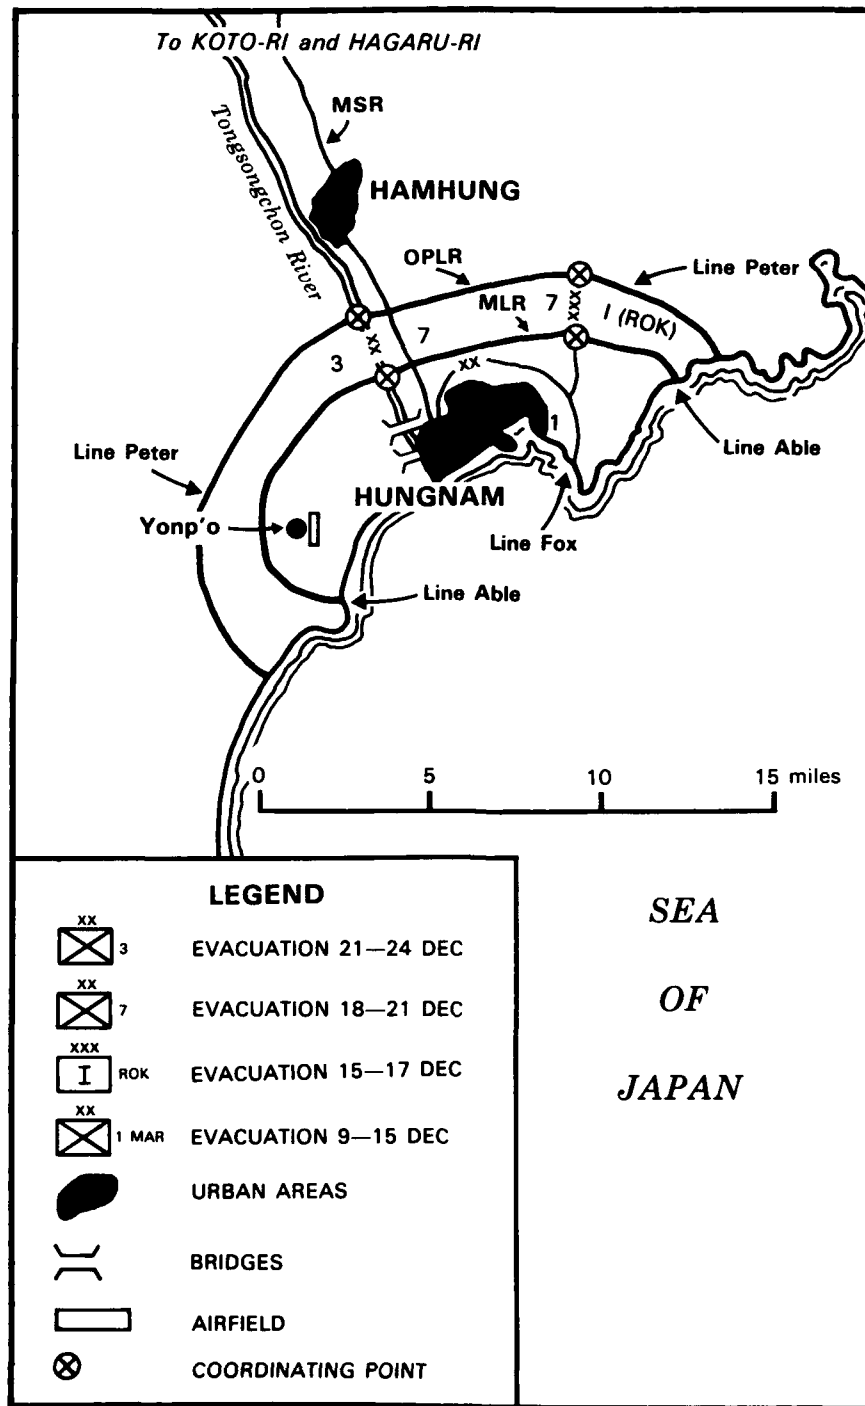 To KOTO-RI and HAGARU-RI
MSR
Tongsongchon River
HAMHUNG
OPLR
Line Peter
MLR
7
xxx
I (ROK)
7
xx
3
xx
1
Line Peter
Line Able
HUNGNAM
Yonp'o
Line Fox
Line Able
0 5 10 15 miles
LEGEND
xx
3 EVACUATION 21—24 DEC
xx
7 EVACUATION 18—21 DEC
xxx
I ROK EVACUATION 15—17 DEC
xx
1 MAR EVACUATION 9—15 DEC
URBAN AREAS
BRIDGES
AIRFIELD
COORDINATING POINT
SEA
OF
JAPAN